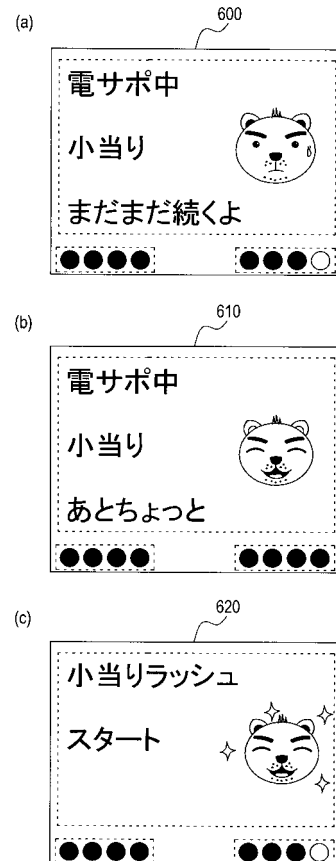 (a)
600
電サポ中
小当り
まだまだ続くよ
(b)
610
電サポ中
小当り
あとちょっと
(c)
620
小当りラッシュ
スタート